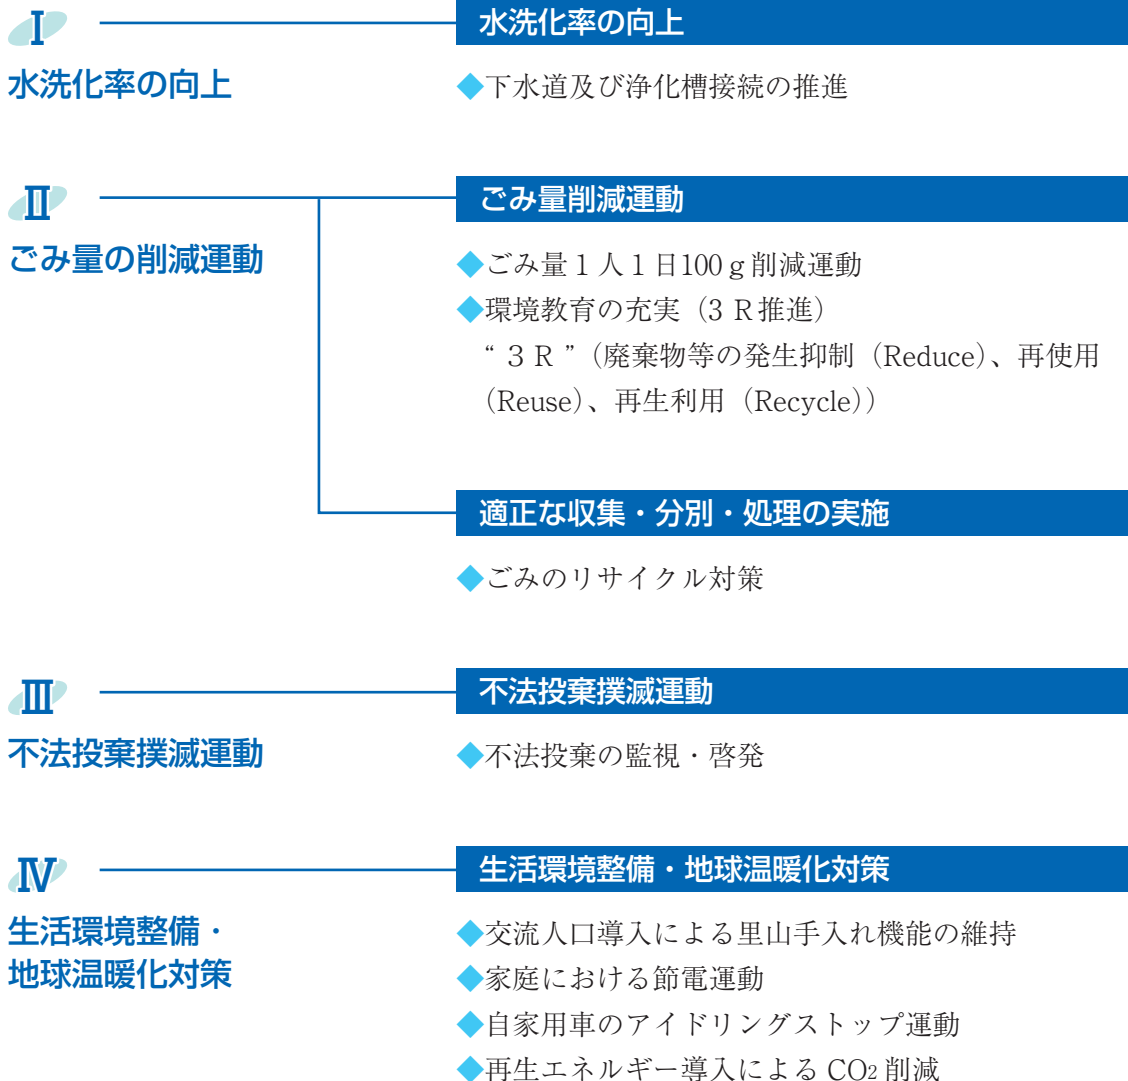 Ⅰ
水洗化率の向上
水洗化率の向上
◆下水道及び浄化槽接続の推進
Ⅱ
ごみ量の削減運動
ごみ量削減運動
◆ごみ量１人１日100ｇ削減運動
◆環境教育の充実（３Ｒ推進）
“３Ｒ”（廃棄物等の発生抑制（Reduce）、再使用
（Reuse）、再生利用（Recycle））
適正な収集・分別・処理の実施
◆ごみのリサイクル対策
Ⅲ
不法投棄撲滅運動
不法投棄撲滅運動
◆不法投棄の監視・啓発
Ⅳ
生活環境整備・
地球温暖化対策
生活環境整備・地球温暖化対策
◆交流人口導入による里山手入れ機能の維持
◆家庭における節電運動
◆自家用車のアイドリングストップ運動
◆再生エネルギー導入による CO2 削減